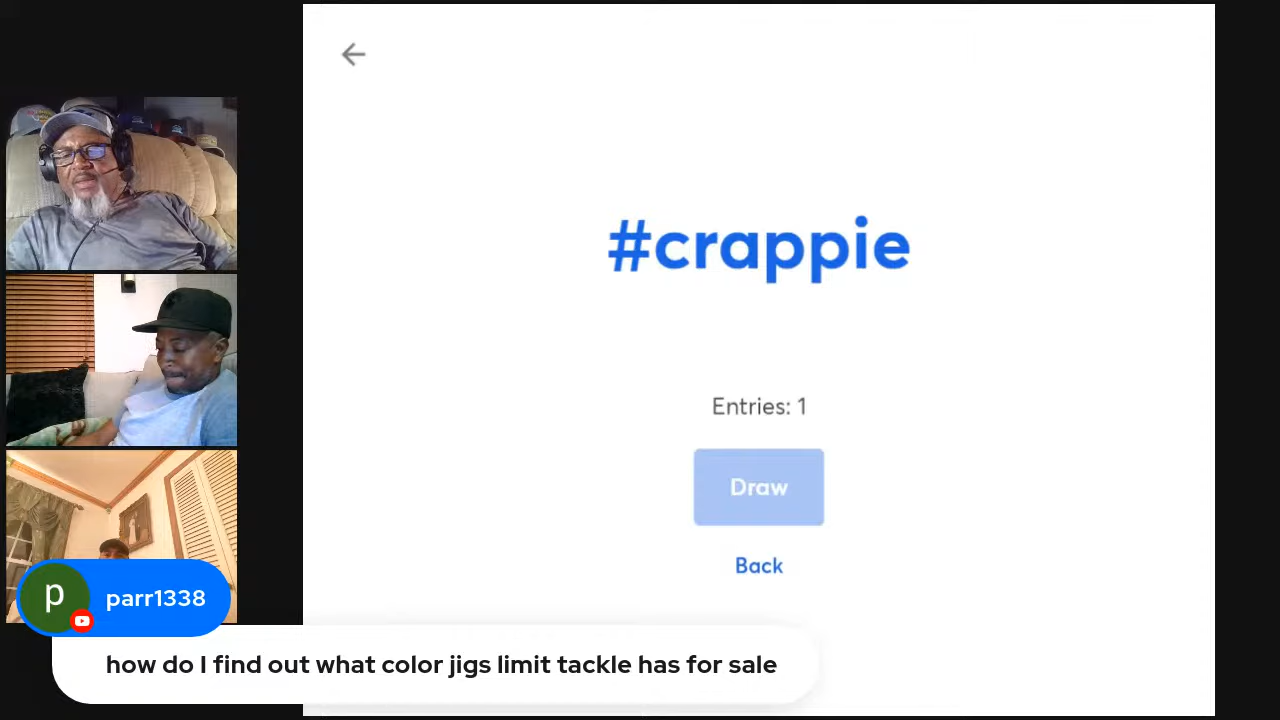 #crappie
Entries: 1
Draw
Back
p
parr1338
how do I find out what color jigs limit tackle has for sale